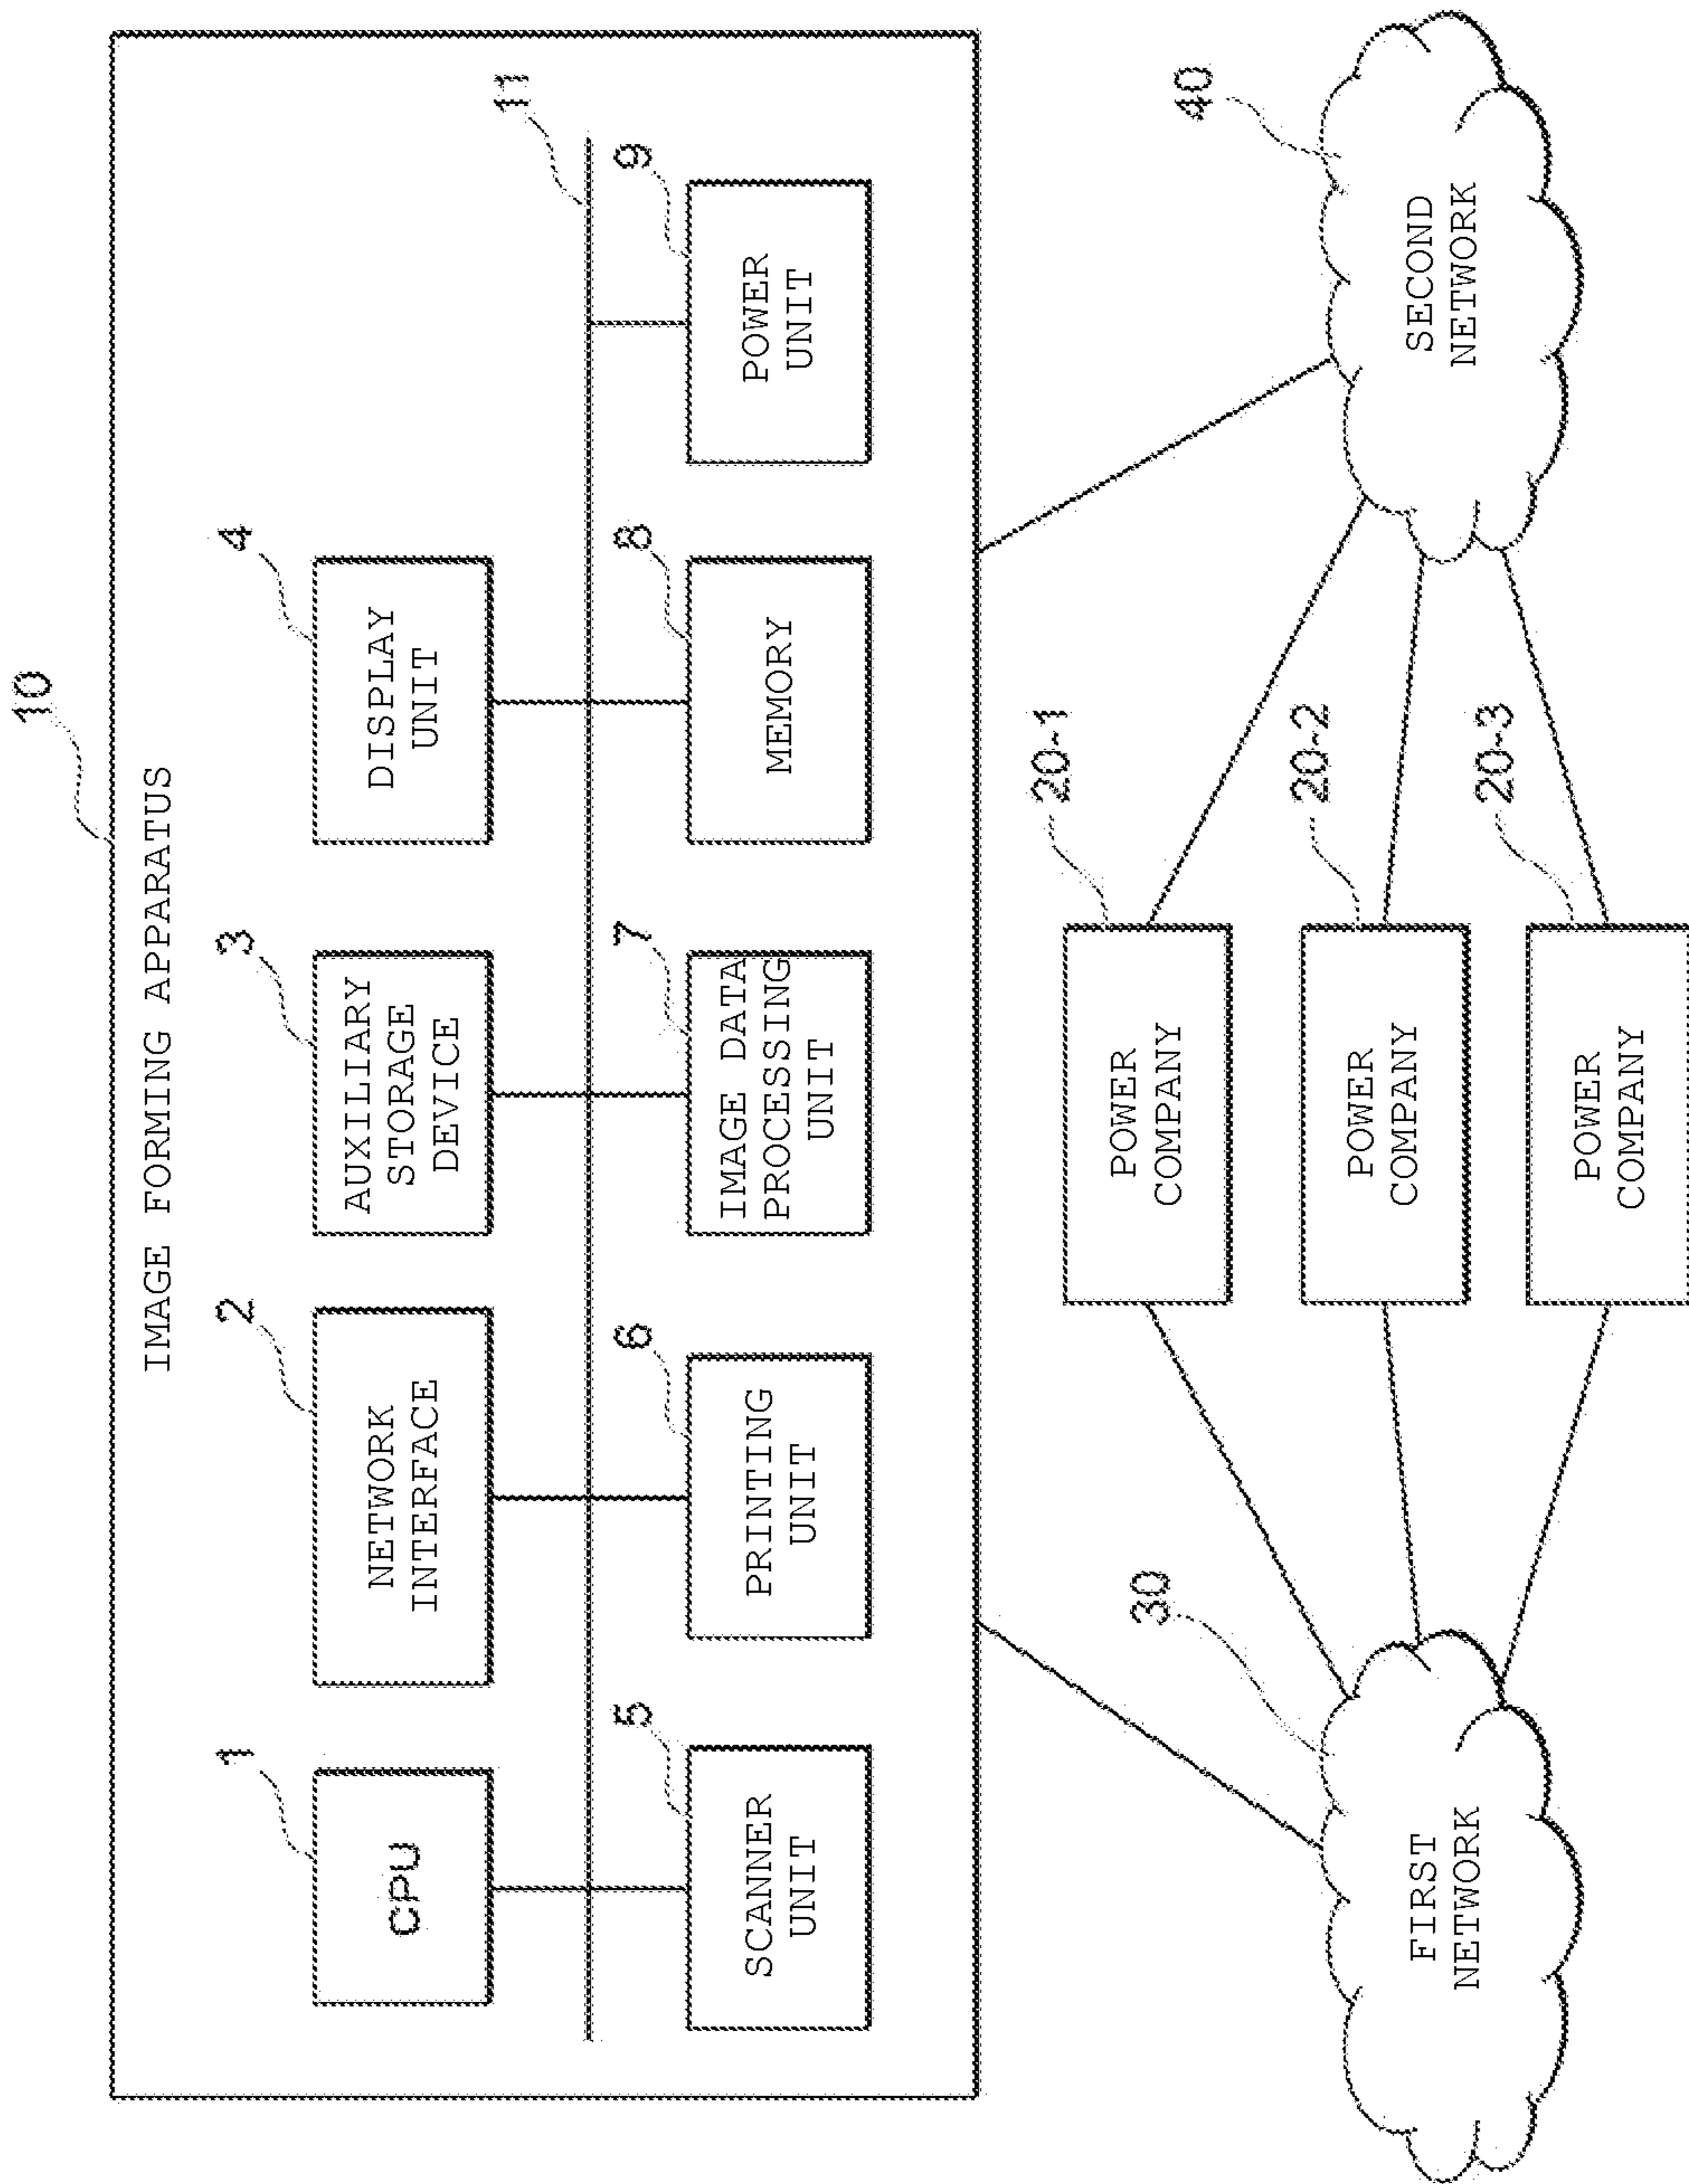 10
IMAGE FORMING APPARATUS
1
CPU
2
NETWORK
INTERFACE
3
AUXILIARY
STORAGE
DEVICE
4
DISPLAY
UNIT
11
5
SCANNER
UNIT
6
PRINTING
UNIT
7
IMAGE DATA
PROCESSING
UNIT
8
MEMORY
9
POWER
UNIT
30
FIRST
NETWORK
20-1
POWER
COMPANY
20-2
POWER
COMPANY
20-3
POWER
COMPANY
40
SECOND
NETWORK